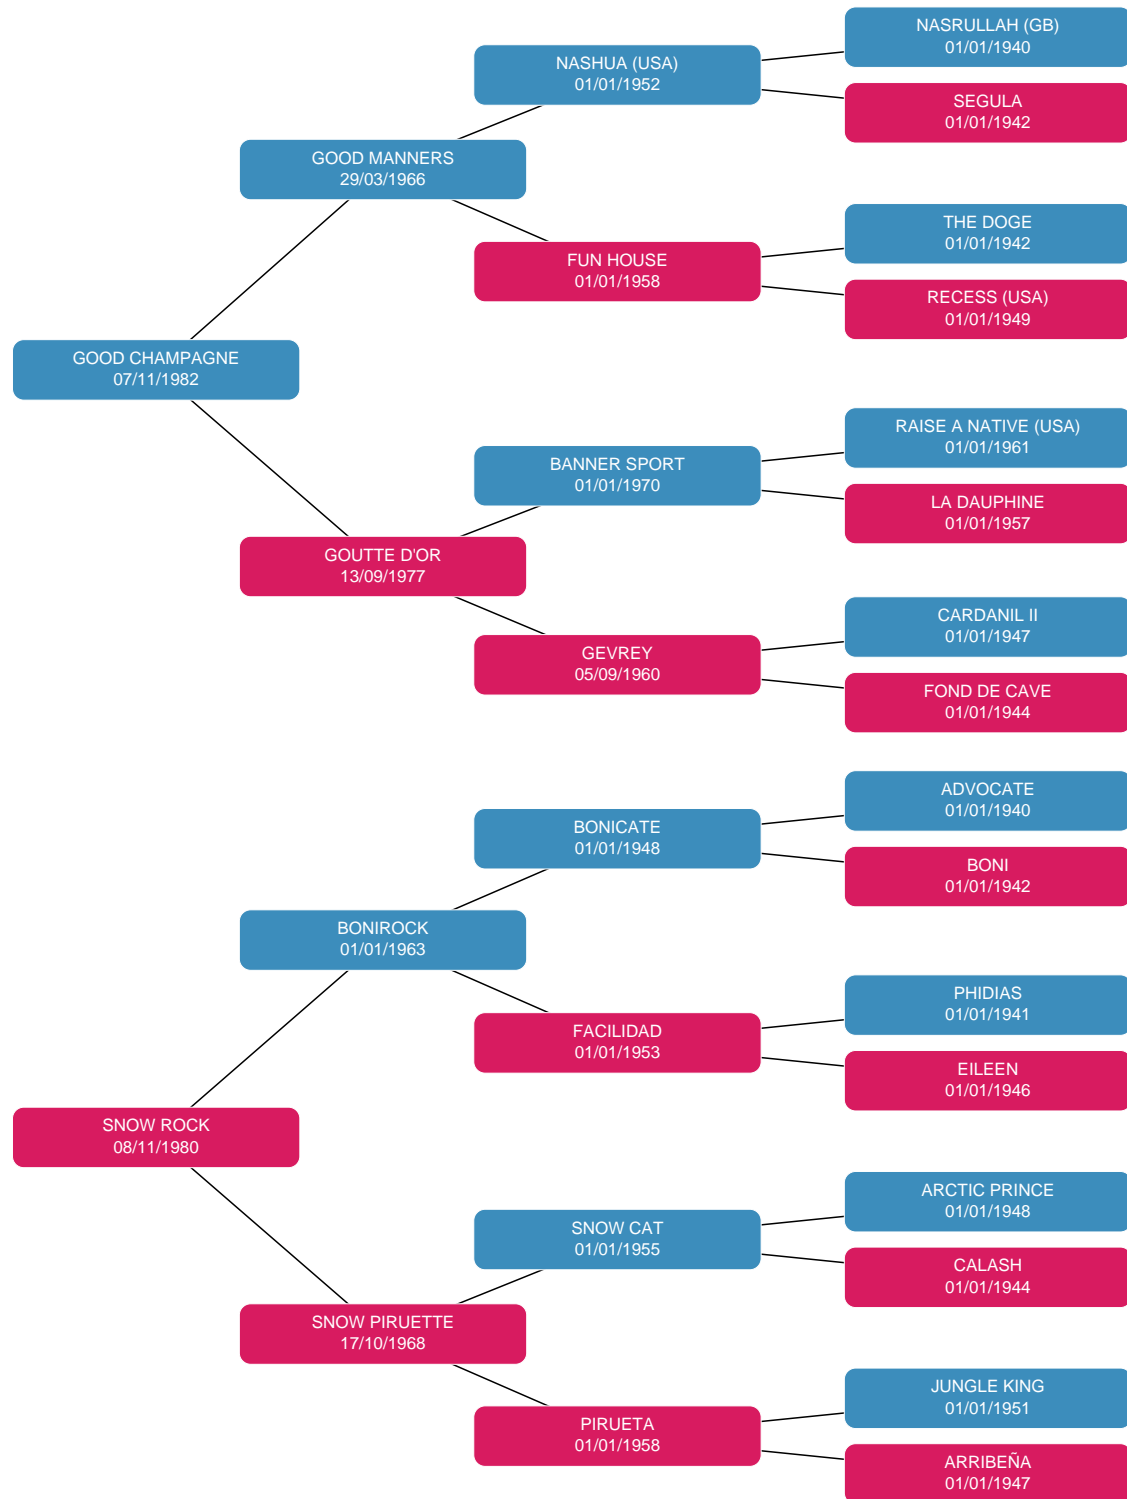 NASRULLAH (GB)
01/01/1940
NASHUA (USA)
01/01/1952
SEGULA
01/01/1942
GOOD MANNERS
29/03/1966
THE DOGE
01/01/1942
FUN HOUSE
01/01/1958
RECESS (USA)
01/01/1949
GOOD CHAMPAGNE
07/11/1982
RAISE A NATIVE (USA)
01/01/1961
BANNER SPORT
01/01/1970
LA DAUPHINE
01/01/1957
GOUTTE D'OR
13/09/1977
CARDANIL II
01/01/1947
GEVREY
05/09/1960
FOND DE CAVE
01/01/1944
ADVOCATE
01/01/1940
BONICATE
01/01/1948
BONI
01/01/1942
BONIROCK
01/01/1963
PHIDIAS
01/01/1941
FACILIDAD
01/01/1953
EILEEN
01/01/1946
SNOW ROCK
08/11/1980
ARCTIC PRINCE
01/01/1948
SNOW CAT
01/01/1955
CALASH
01/01/1944
SNOW PIRUETTE
17/10/1968
JUNGLE KING
01/01/1951
PIRUETA
01/01/1958
ARRIBEÑA
01/01/1947